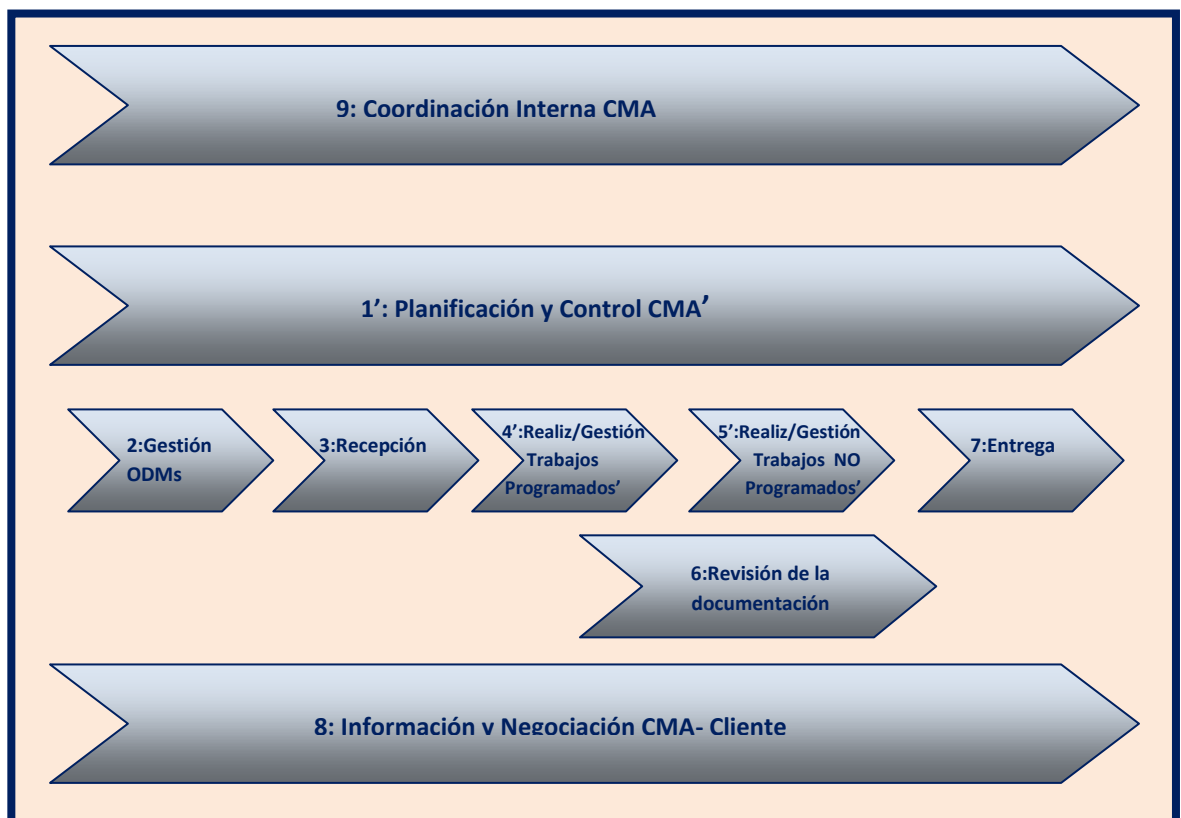 9: Coordinación Interna CMA
1’: Planificación y Control CMA’
2:Gestión
ODMs
3:Recepción
4’:Realiz/Gestión
Trabajos
Programados’
5’:Realiz/Gestión
Trabajos NO
Programados’
7:Entrega
6:Revisión de la
documentación
8: Información y Negociación CMA- Cliente